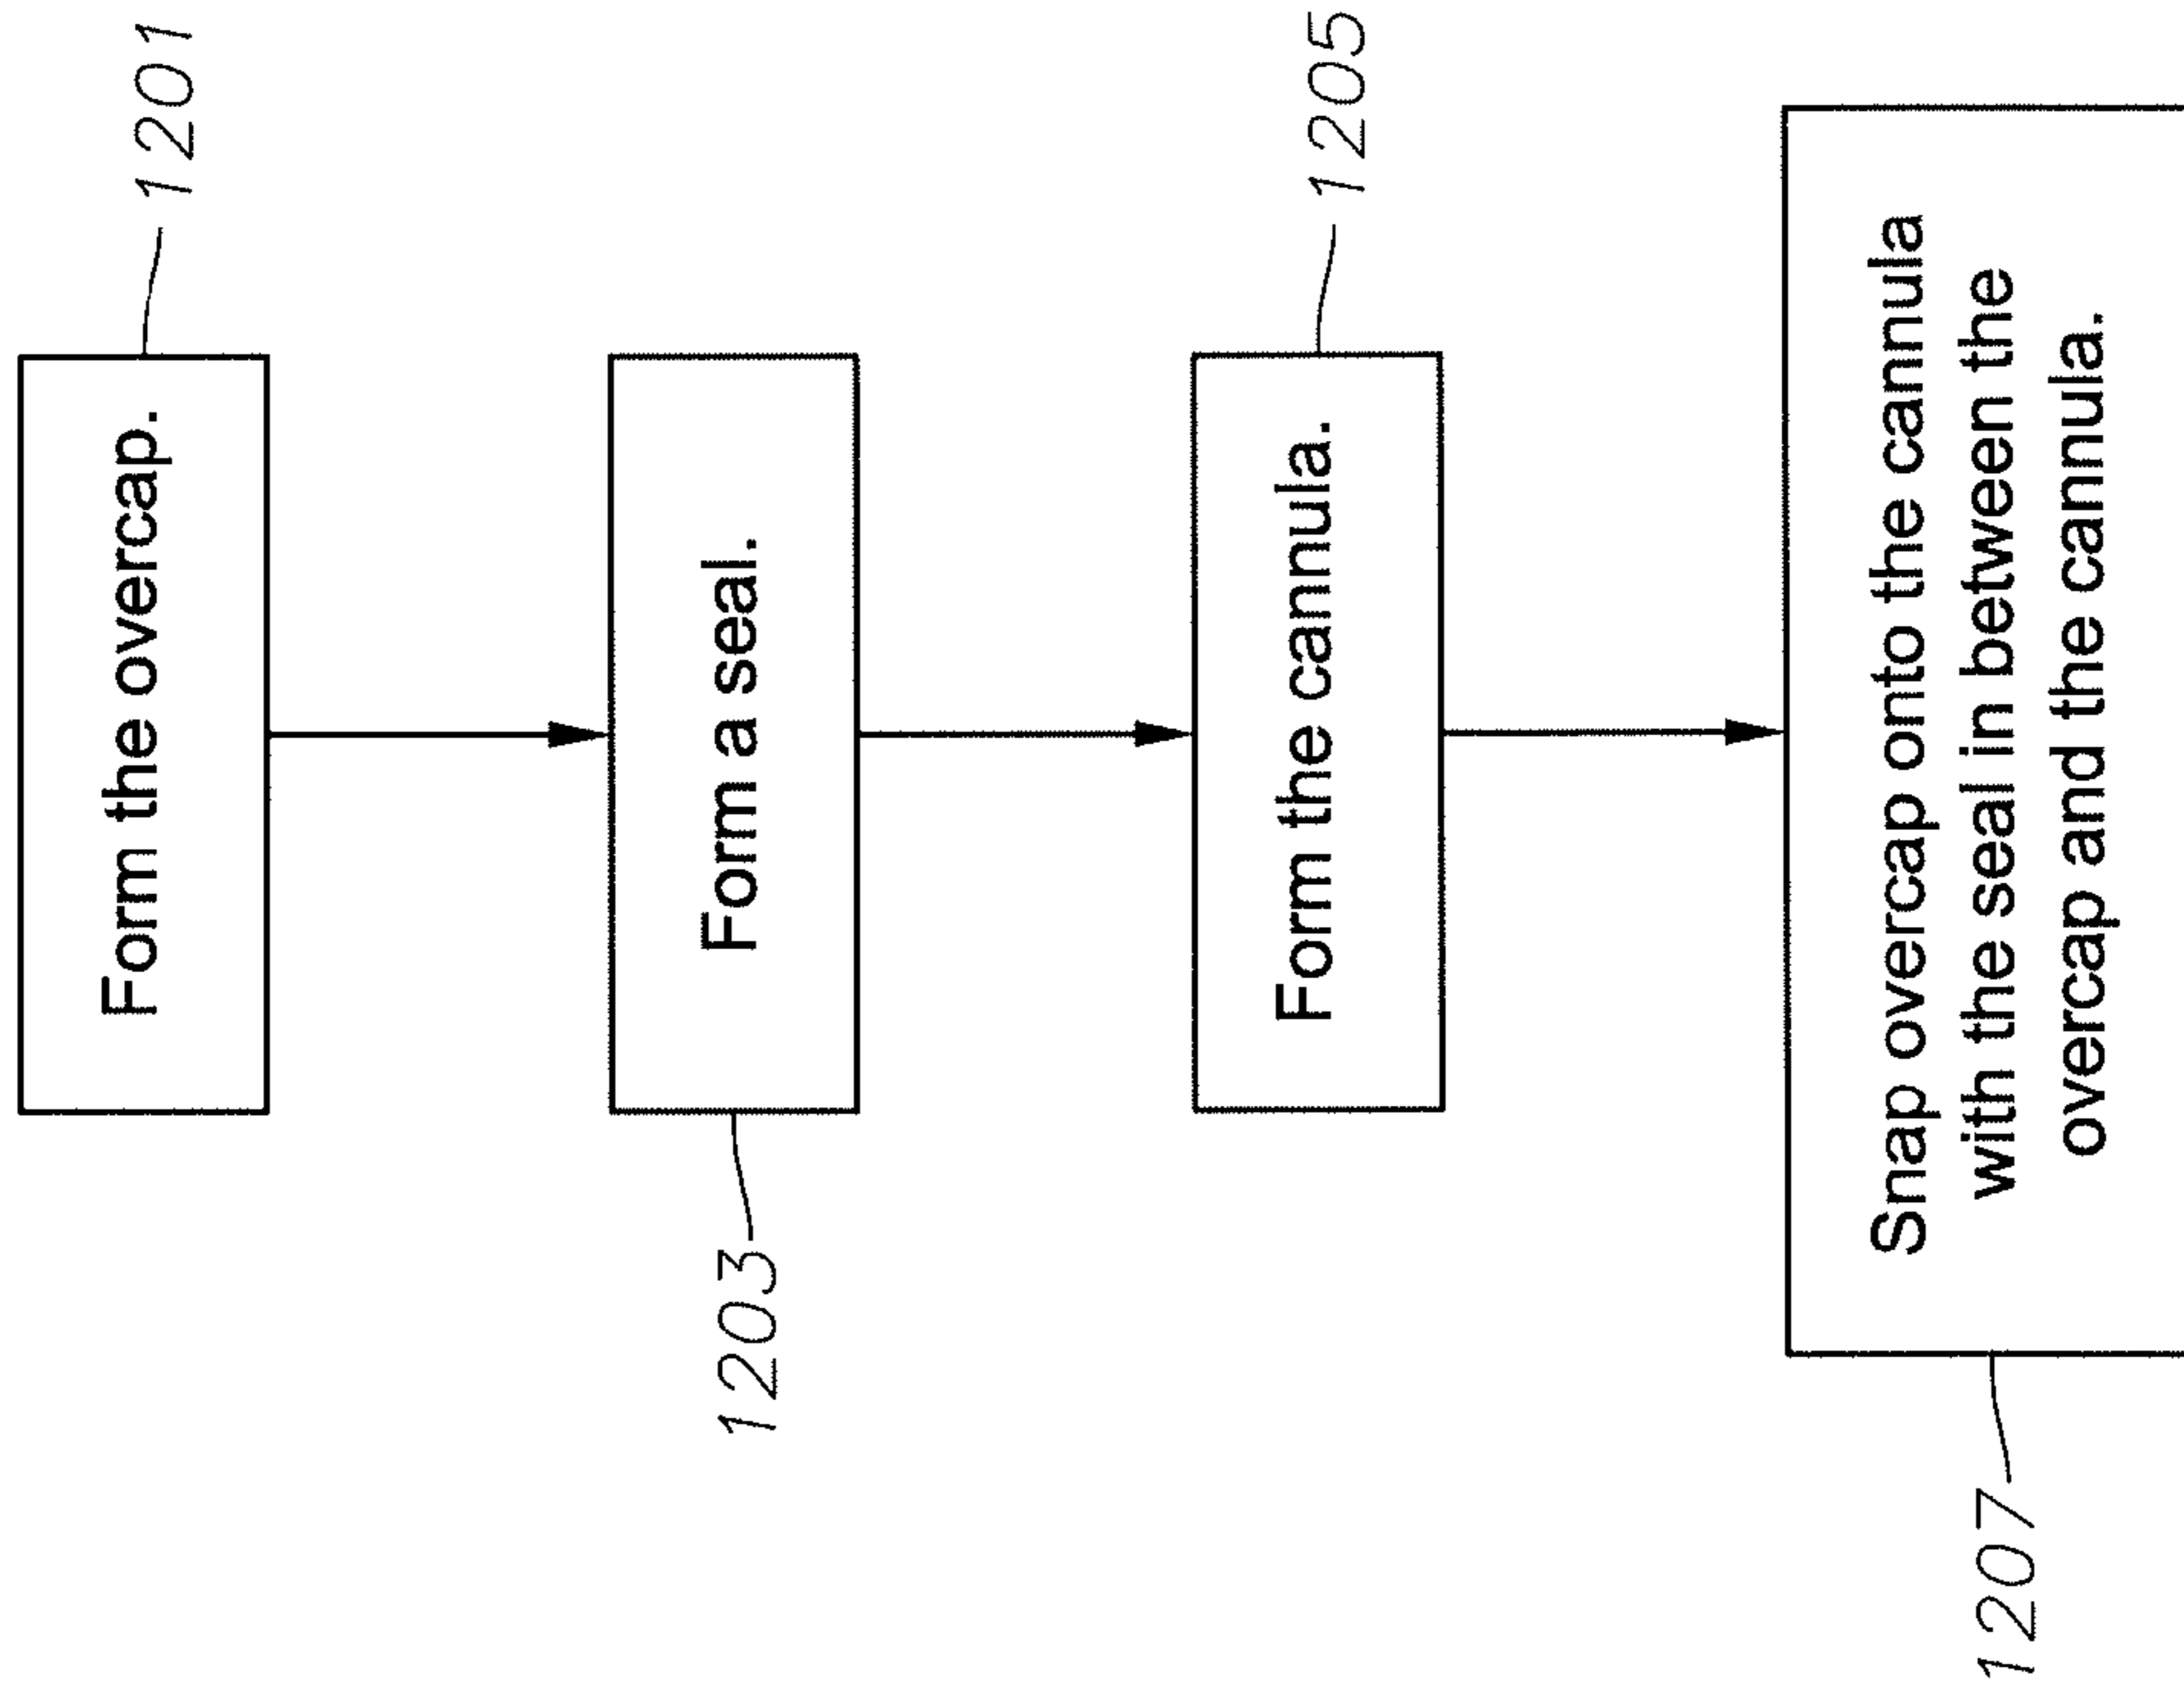 Form the overcap.
1201
Form a seal.
1203
Form the cannula.
1205
Snap overcap onto the cannula
with the seal in between the
overcap and the cannula.
1207